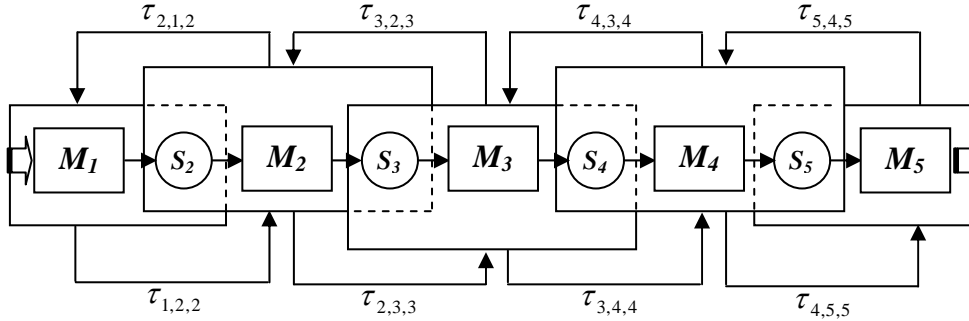 τ2,1,2 τ3,2,3 τ4,3,4 τ5,4,5
M1 S2 M2 S3 M3 S4 M4 S5 M5
τ1,2,2 τ2,3,3 τ3,4,4 τ4,5,5